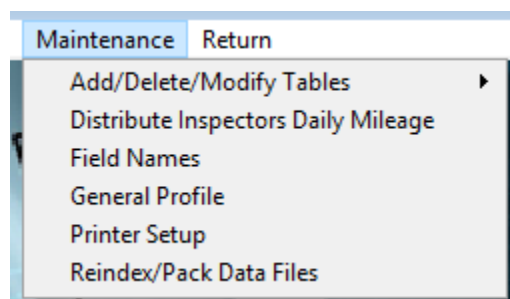 Maintenance Return
Add/Delete/Modify Tables
Distribute Inspectors Daily Mileage
Field Names
General Profile
Printer Setup
Reindex/Pack Data Files